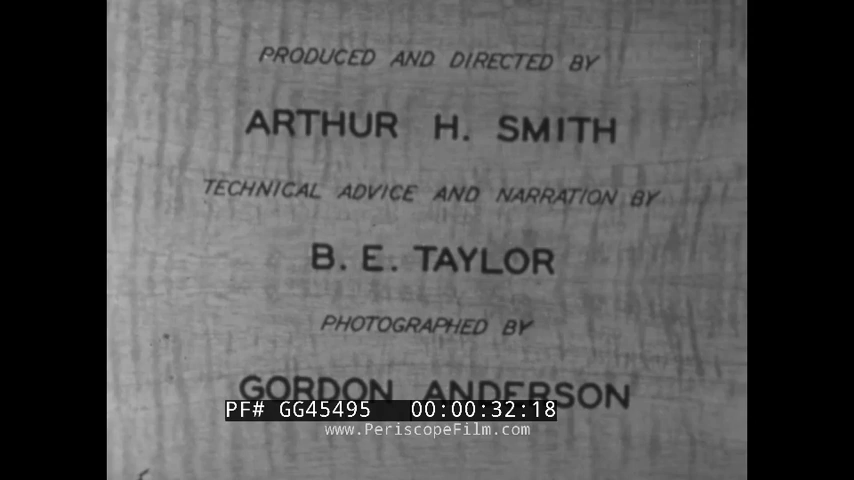 PRODUCED AND DIRECTED BY
ARTHUR H. SMITH
TECHNICAL ADVICE AND NARRATION BY
B. E. TAYLOR
PHOTOGRAPHED BY
GORDON ANDERSON
PF# GG45495 00:00:32:18
www.PeriscopeFilm.com